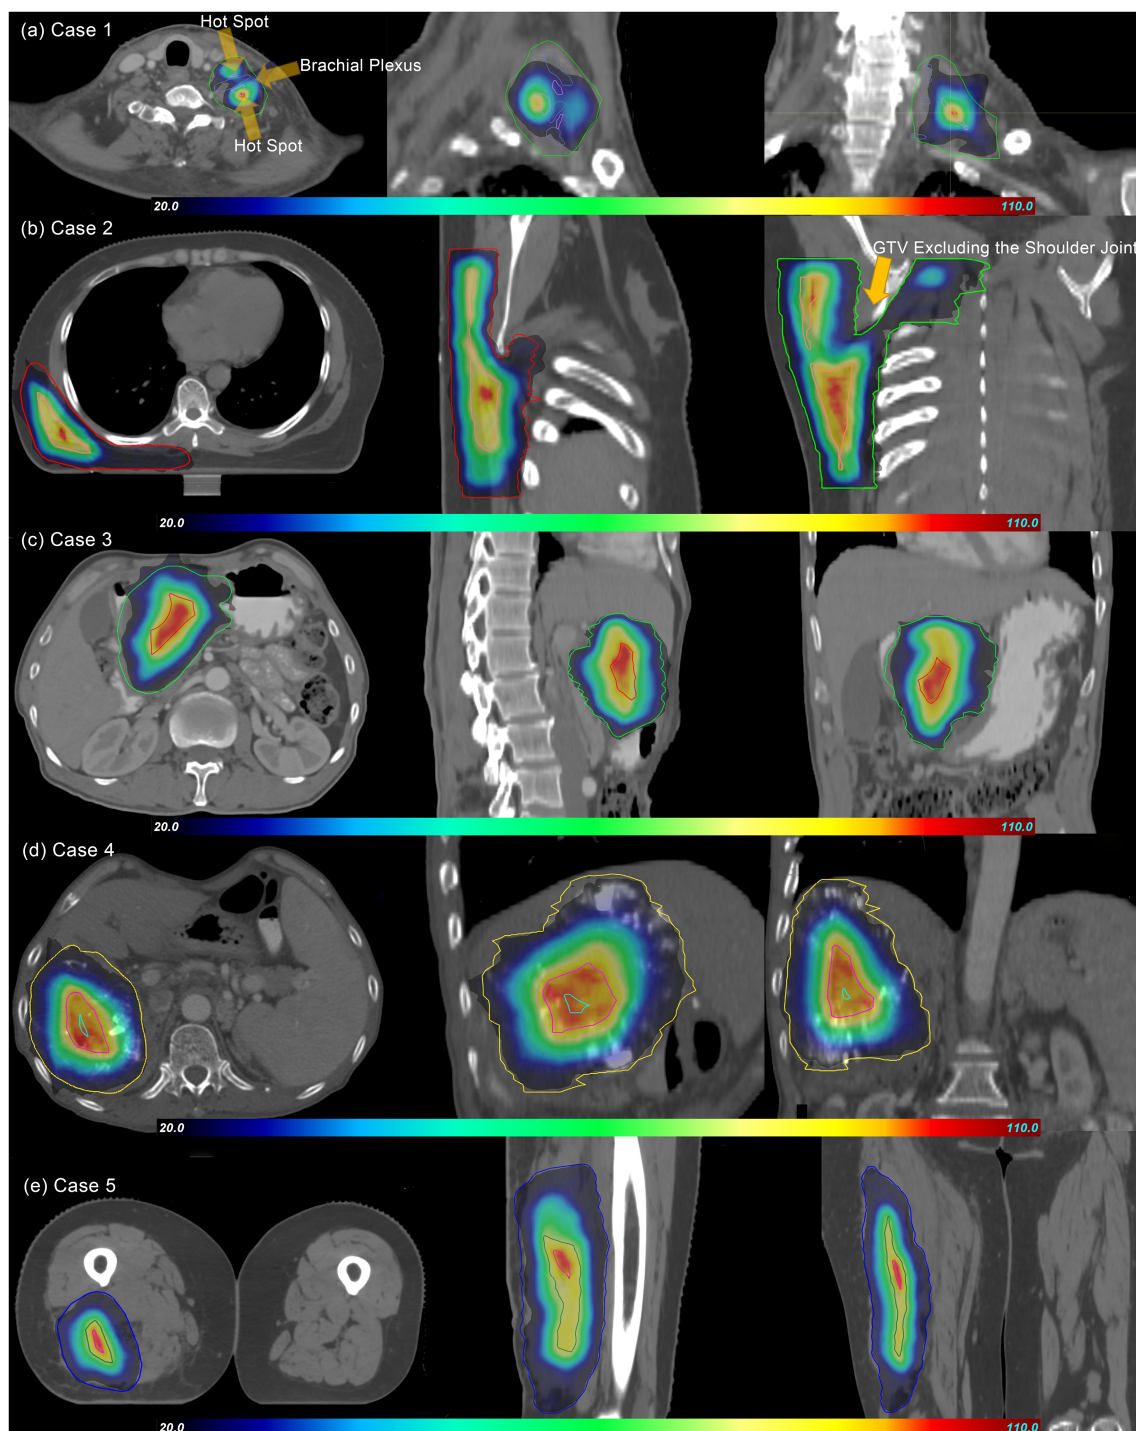 (a) Case 1
Hot Spot
Brachial Plexus
Hot Spot
20.0 110.0
(b) Case 2
GTV Excluding the Shoulder Joint
20.0 110.0
(c) Case 3
20.0 110.0
(d) Case 4
20.0 110.0
(e) Case 5
20.0 110.0